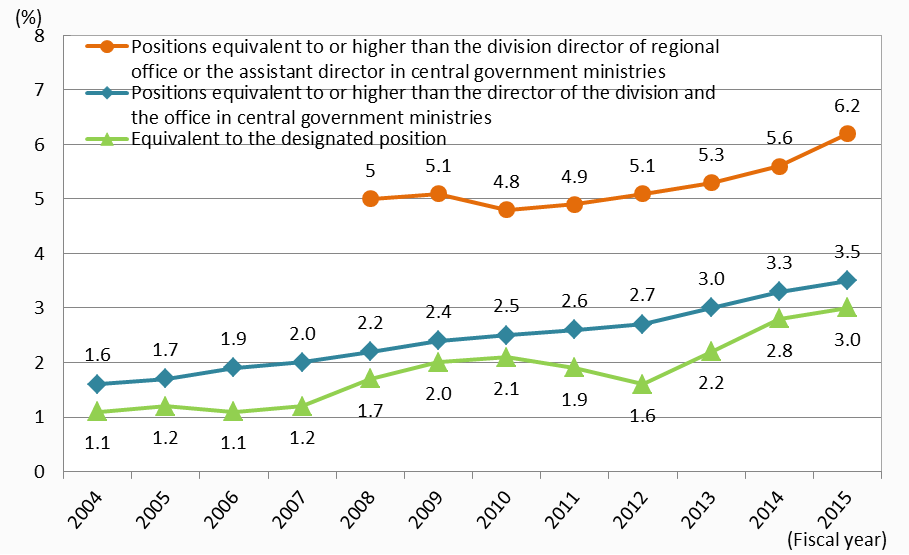 (%)
8
Positions equivalent to or higher than the division director of regional
office or the assistant director in central government ministries
7
Positions equivalent to or higher than the director of the division and
the office in central government ministries
6
Equivalent to the designated position
5
4
3
2
1
0
5 5.1 4.8 4.9 5.1 5.3 5.6 6.2
1.6 1.7 1.9 2.0 2.2 2.4 2.5 2.6 2.7 3.0 3.3 3.5
1.1 1.2 1.1 1.2 1.7 2.0 2.1 1.9 1.6 2.2 2.8 3.0
2004 2005 2006 2007 2008 2009 2010 2011 2012 2013 2014 2015
(Fiscal year)